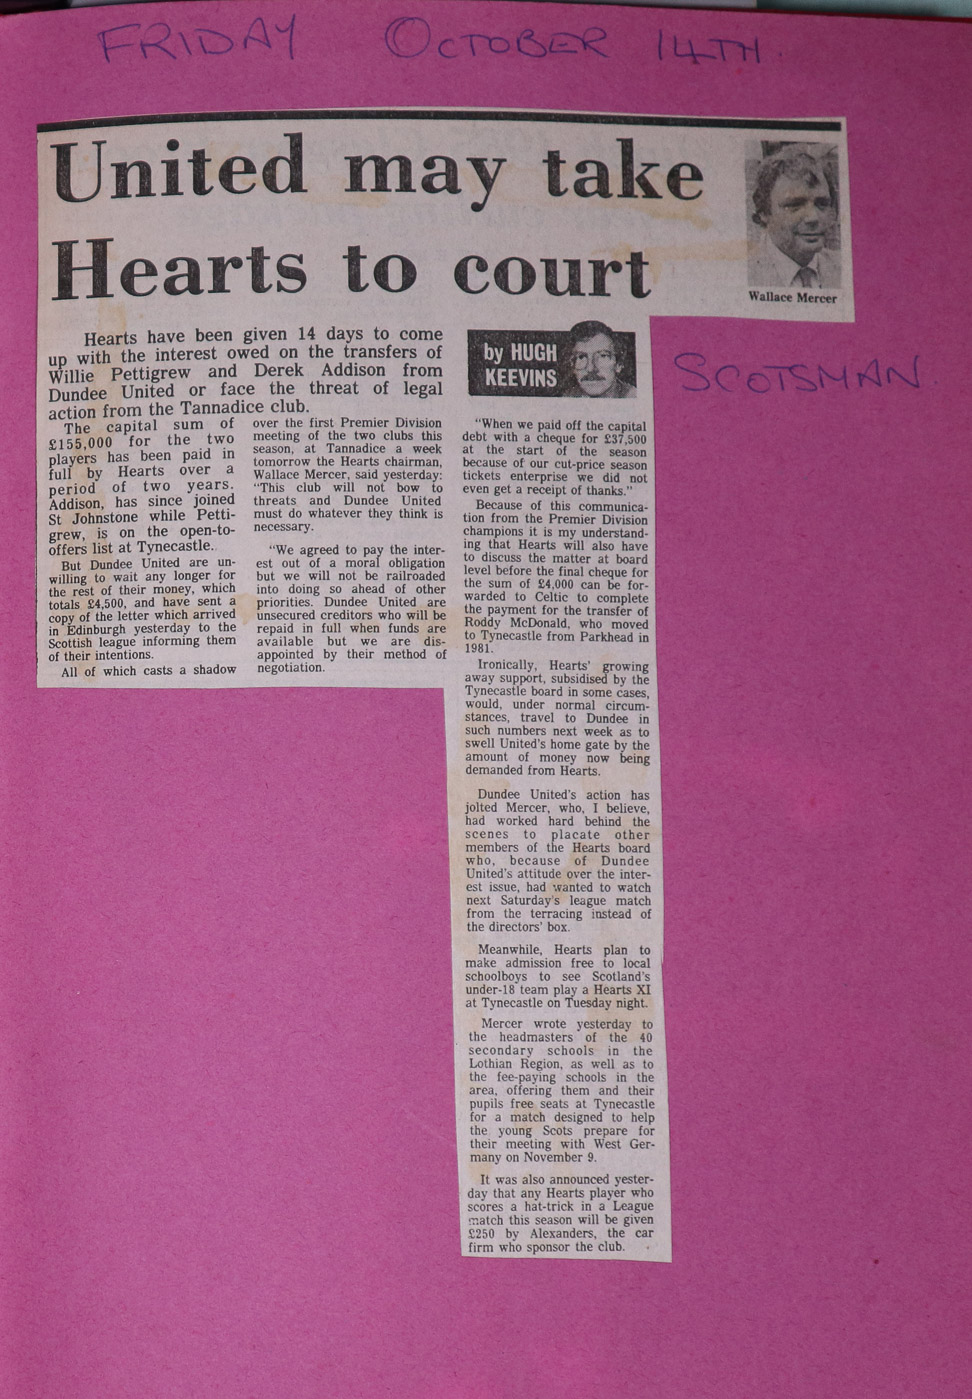 FRIDAY OCTOBER 14TH.
United may take
Hearts to court
Wallace Mercer
SCOTSMAN
by HUGH
KEEVINS
Hearts have been given 14 days to come
up with the interest owed on the transfers of
Willie Pettigrew and Derek Addison from
Dundee United or face the threat of legal
action from the Tannadice club.
The capital sum of
£155,000 for the two
players has been paid in
full by Hearts over a
period of two years.
Addison, has since joined
St Johnstone while Petti-
grew, is on the open-to-
offers list at Tynecastle.
But Dundee United are un-
willing to wait any longer for
the rest of their money, which
totals £4,500, and have sent a
copy of the letter which arrived
in Edinburgh yesterday to the
Scottish league informing them
of their intentions.
All of which casts a shadow
over the first Premier Division
meeting of the two clubs this
season, at Tannadice a week
tomorrow the Hearts chairman,
Wallace Mercer, said yesterday:
"This club will not bow to
threats and Dundee United
must do whatever they think is
necessary.
"We agreed to pay the inter-
est out of a moral obligation
but we will not be railroaded
into doing so ahead of other
priorities. Dundee United are
unsecured creditors who will be
repaid in full when funds are
available but we are dis-
appointed by their method of
negotiation.
"When we paid off the capital
debt with a cheque for £37,500
at the start of the season
because of our cut-price season
tickets enterprise we did not
even get a receipt of thanks."
Because of this communica-
tion from the Premier Division
champions it is my understand-
ing that Hearts will also have
to discuss the matter at board
level before the final cheque for
the sum of £4,000 can be for-
warded to Celtic to complete
the payment for the transfer of
Roddy McDonald, who moved
to Tynecastle from Parkhead in
1981.
Ironically, Hearts' growing
away support, subsidised by the
Tynecastle board in some cases,
would, under normal circum-
stances, travel to Dundee in
such numbers next week as to
swell United's home gate by the
amount of money now being
demanded from Hearts.
Dundee United's action has
jolted Mercer, who, I believe,
had worked hard behind the
scenes to placate other
members of the Hearts board
who, because of Dundee
United's attitude over the inter-
est issue, had wanted to watch
next Saturday's league match
from the terracing instead of
the directors' box.
Meanwhile, Hearts plan to
make admission free to local
schoolboys to see Scotland's
under-18 team play a Hearts XI
at Tynecastle on Tuesday night.
Mercer wrote yesterday to
the headmasters of the 40
secondary schools in the
Lothian Region, as well as to
the fee-paying schools in the
area, offering them and their
pupils free seats at Tynecastle
for a match designed to help
the young Scots prepare for
their meeting with West Ger-
many on November 9.
It was also announced yester-
day that any Hearts player who
scores a hat-trick in a League
match this season will be given
£250 by Alexanders, the car
firm who sponsor the club.